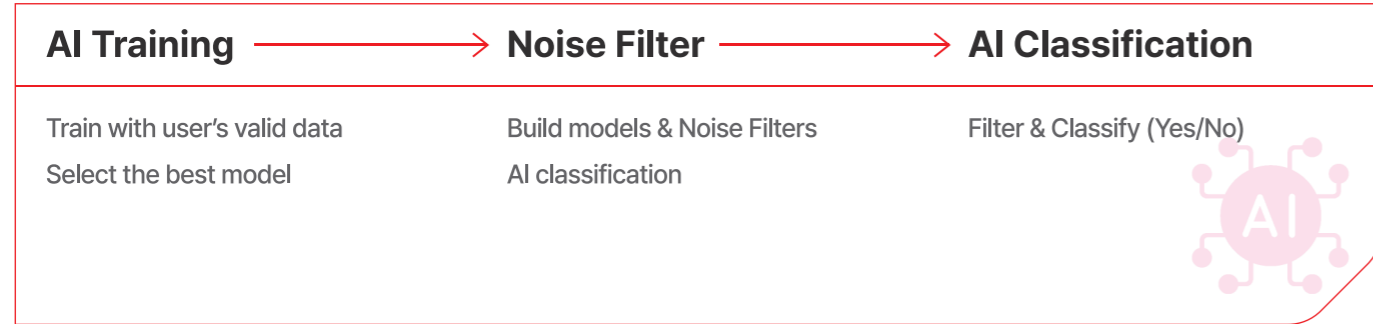 AI Training
Noise Filter
AI Classification
Train with user's valid data
Select the best model
Build models & Noise Filters
AI classification
Filter & Classify (Yes/No)
AI